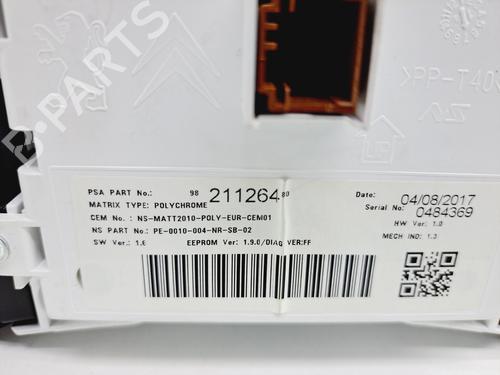 >PP-T40
PSA PART No.: 98 211264 80
MATRIX TYPE: POLYCHROME
CEM No. : NS-MATT2010-POLY-EUR-CEM01
NS PART No.: PE-0010-004-NR-SB-02
SW Ver.: 1.6 EEPROM Ver: 1.9.0/DIAg VER:FF
Date: 04/08/2017
Serial No.: 0484369
HW Ver: 1.0
MECH IND: 1.3